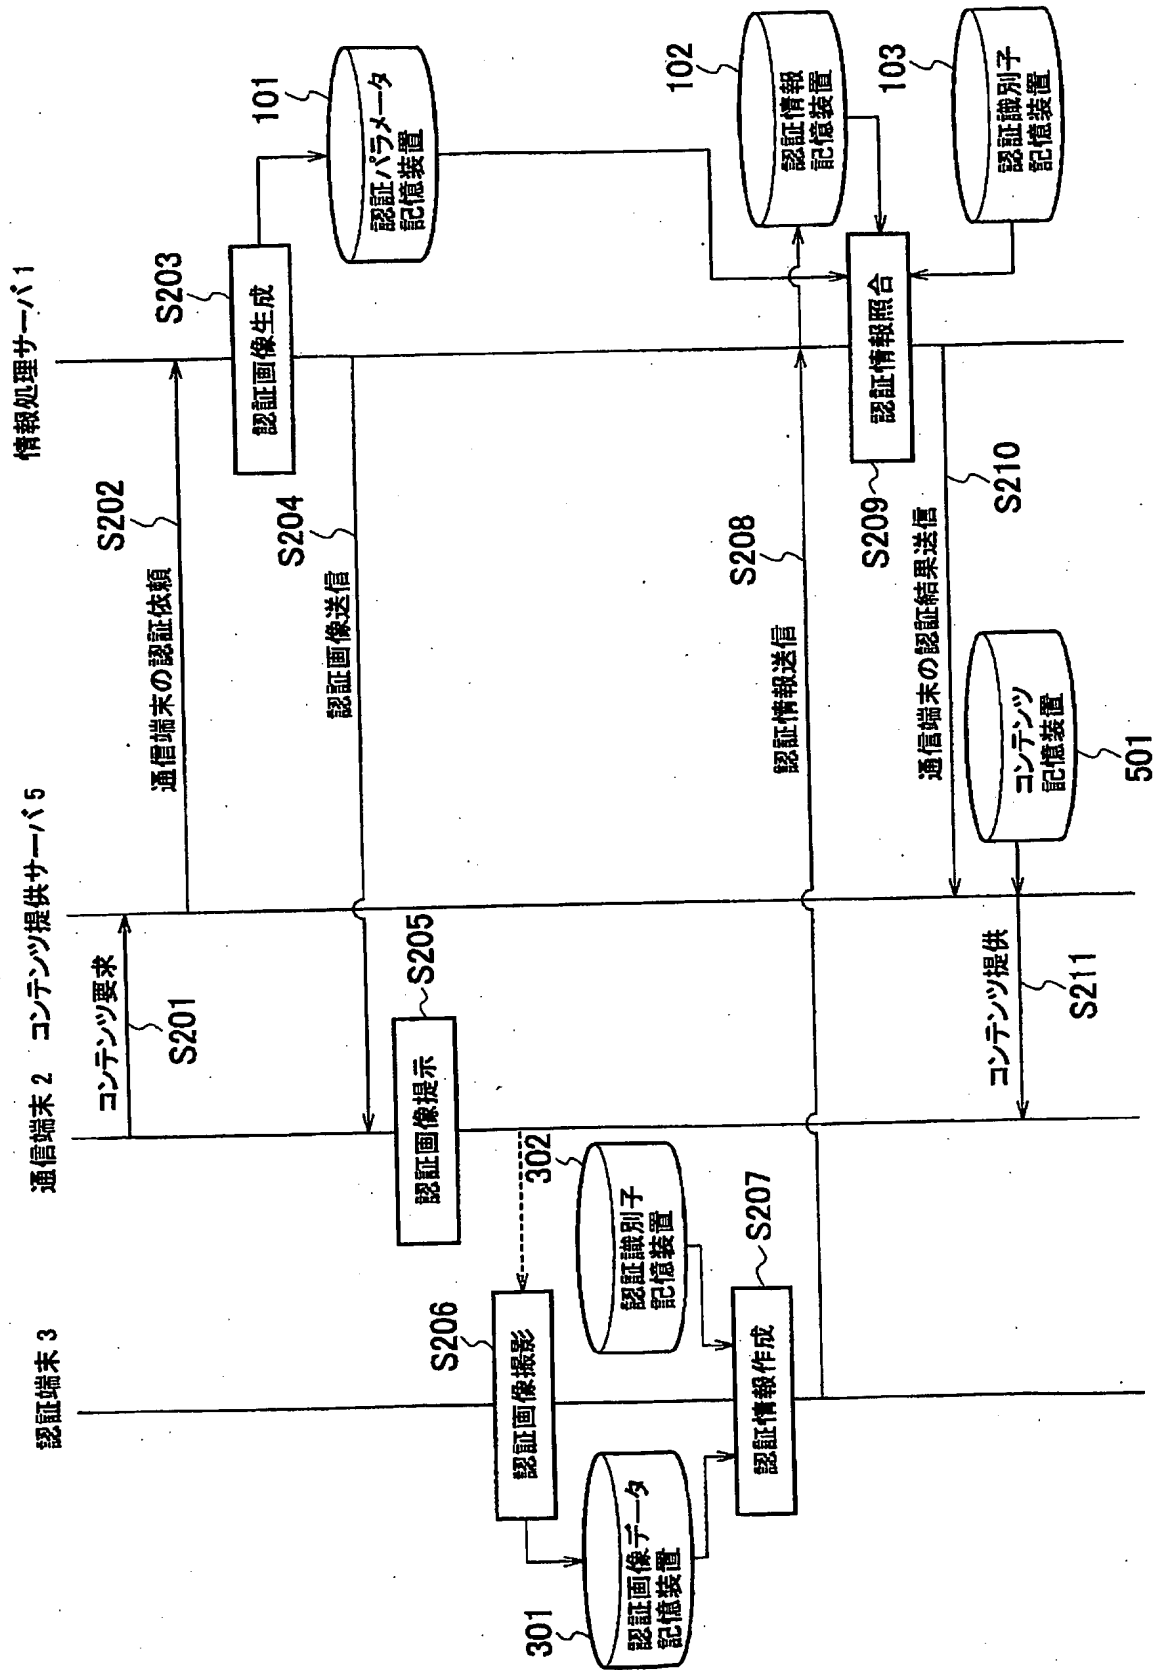 認証端末 3
通信端末 2
コンテンツ提供サーバ 5
情報処理サーバ 1
コンテンツ要求
S201
通信端末の認証依頼
S202
認証画像生成
S203
101
認証パラメータ
記憶装置
認証画像送信
S204
認証画像提示
S205
認証画像撮影
S206
301
認証画像データ
記憶装置
302
認証識別子
記憶装置
認証情報作成
S207
認証情報送信
S208
102
認証情報
記憶装置
認証情報照合
S209
103
認証識別子
記憶装置
通信端末の認証結果送信
S210
コンテンツ
記憶装置
501
コンテンツ提供
S211